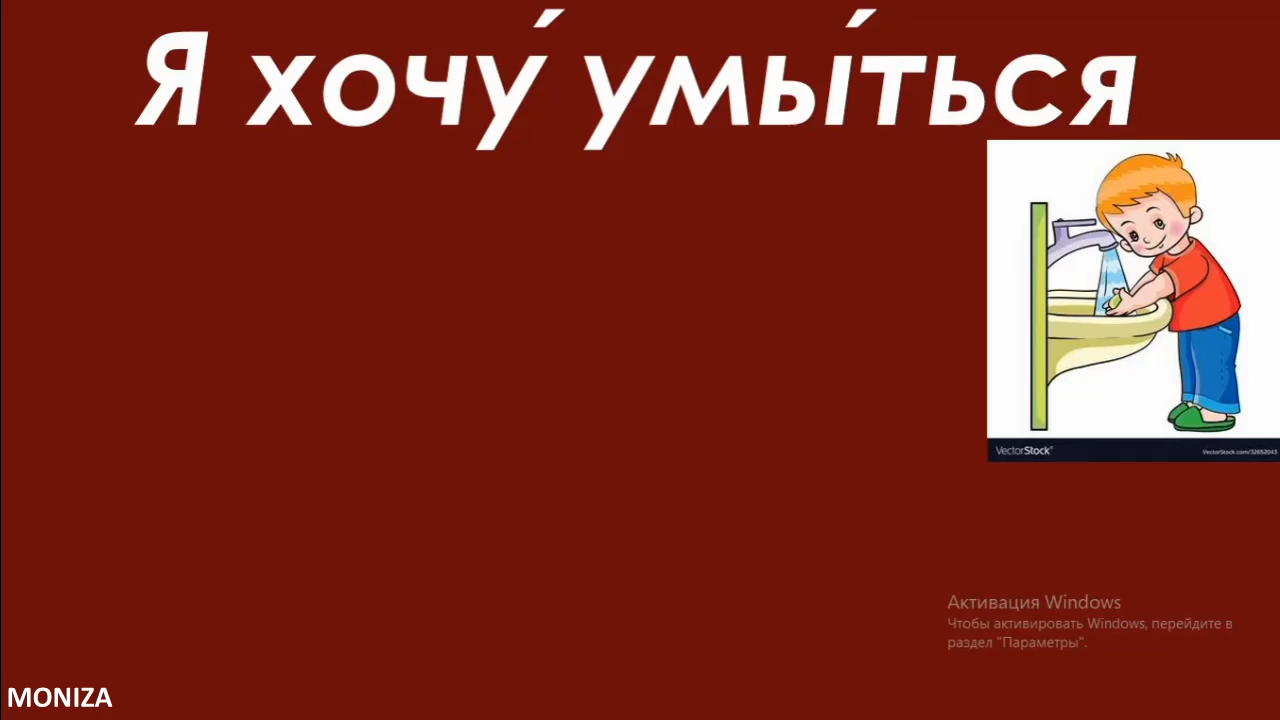 Я хочу́ умы́ться
VectorStock®
VectorStock.com/32652043
Активация Windows
Чтобы активировать Windows, перейдите в
раздел "Параметры".
MONIZA